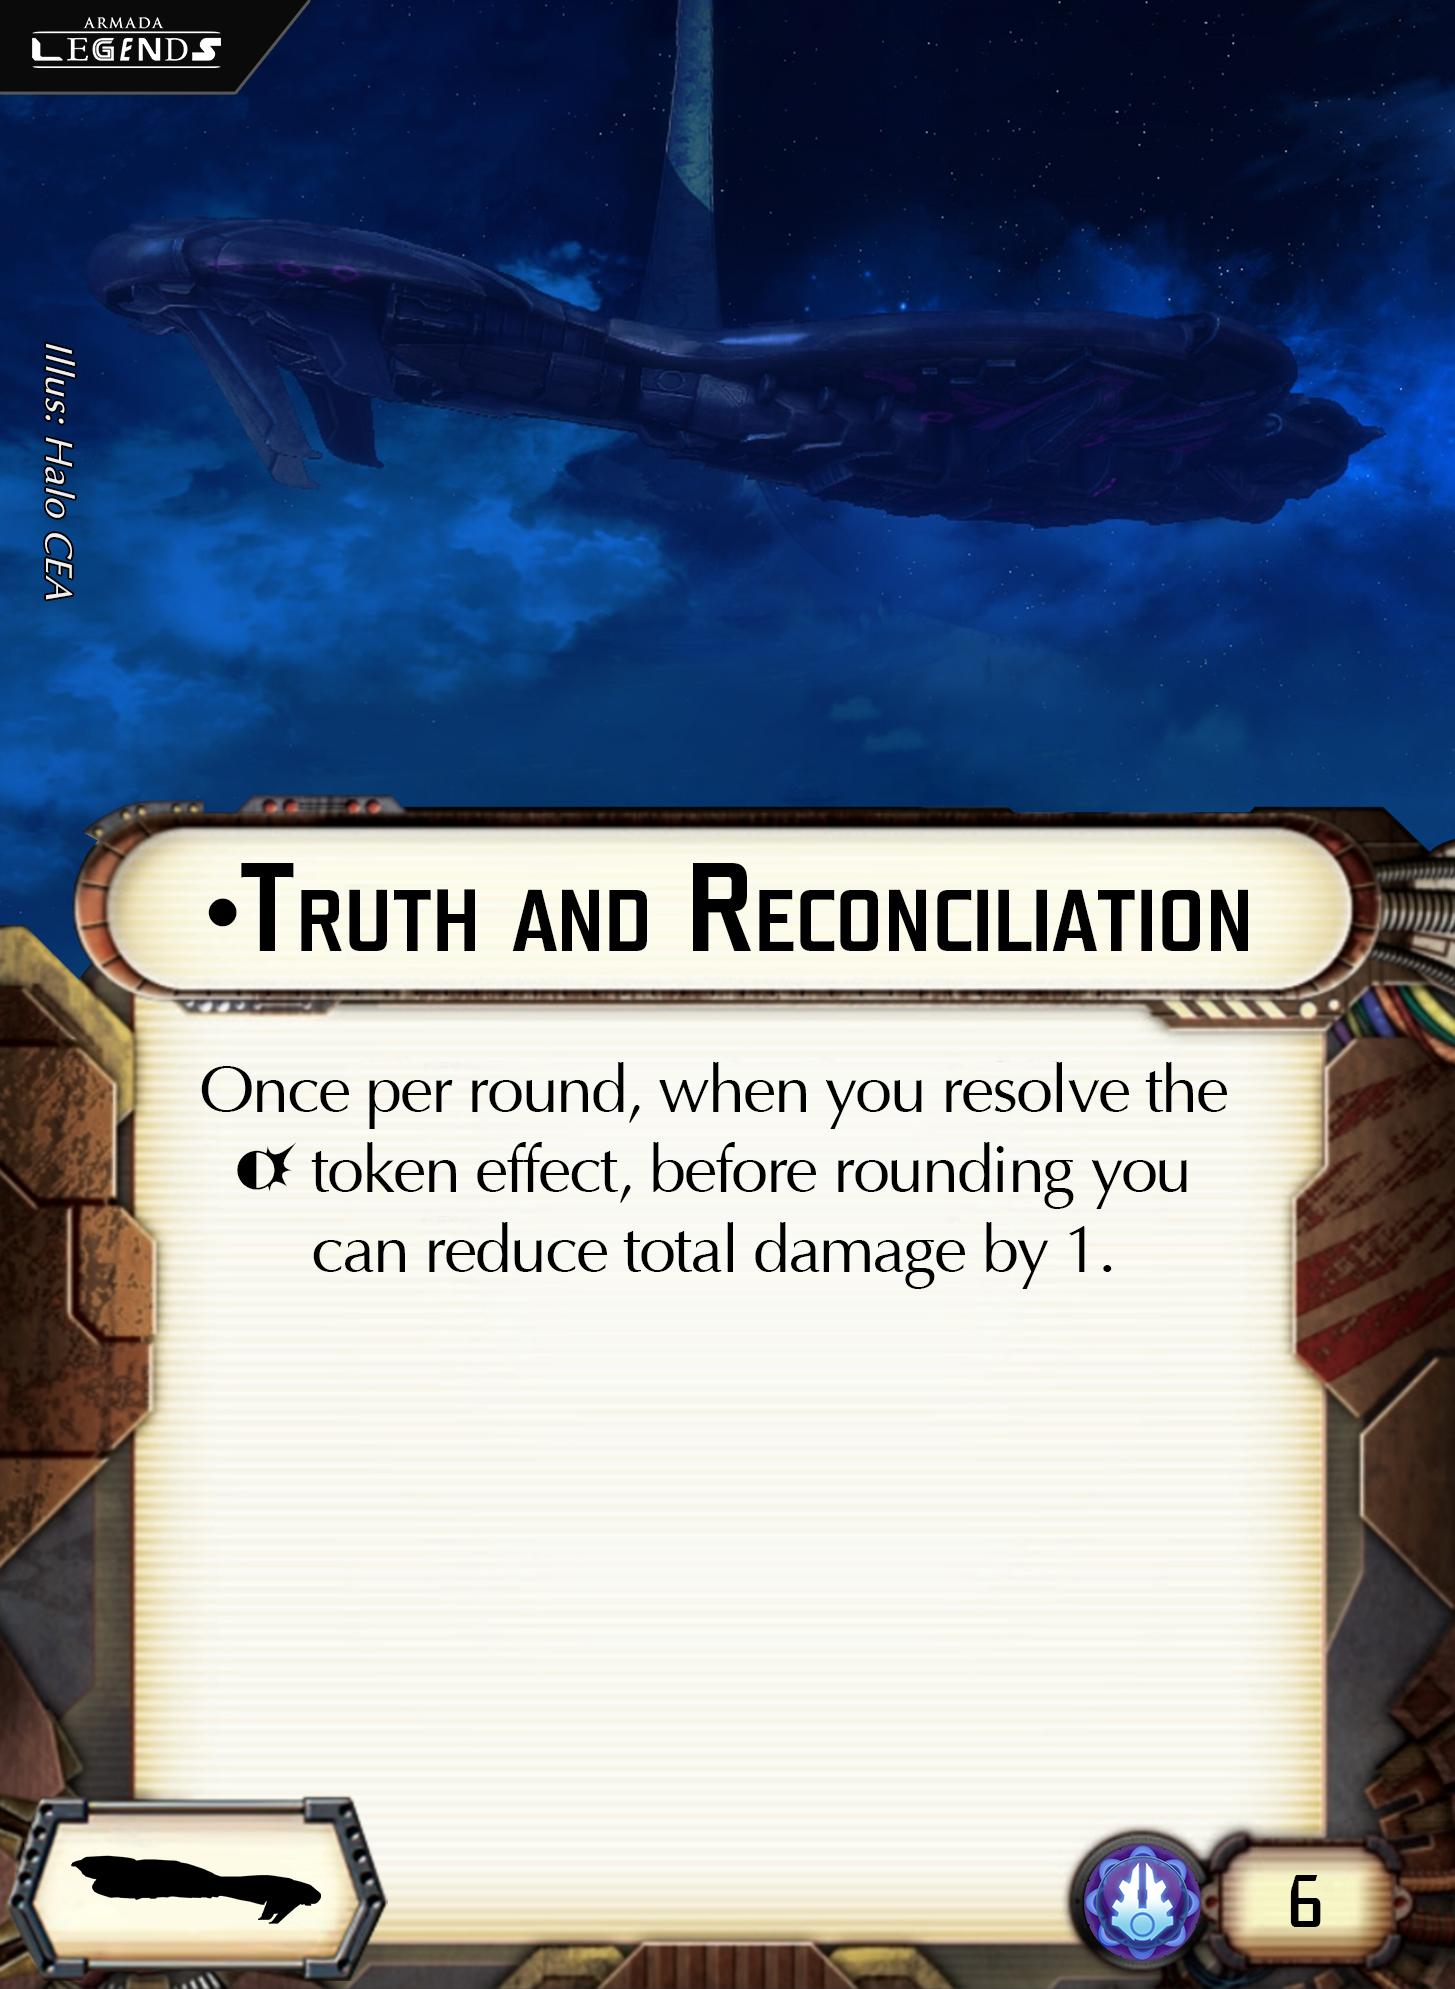 ARMADA
LEGENDS
Illus: Halo CEA
•Truth and Reconciliation
Once per round, when you resolve the
token effect, before rounding you
can reduce total damage by 1.
6